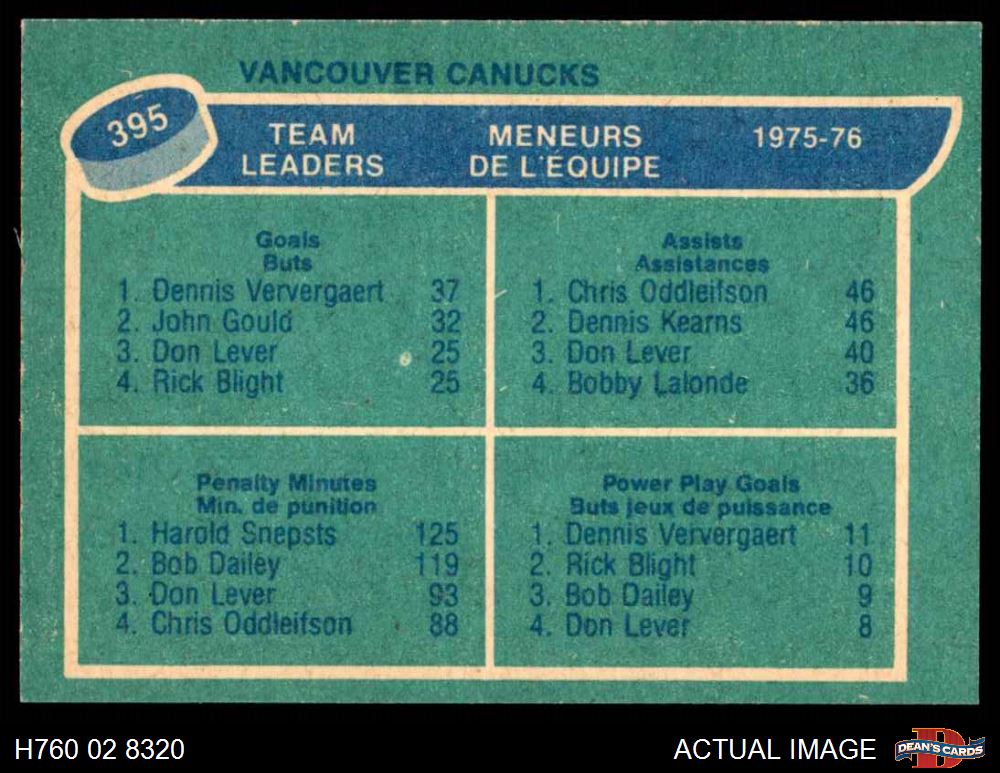 VANCOUVER CANUCKS
395
TEAM LEADERS
MENEURS DE L'ÉQUIPE
1975-76
Goals
Buts
1. Dennis Ververgaert 37
2. John Gould 32
3. Don Lever 25
4. Rick Blight 25
Assists
Assistances
1. Chris Oddleifson 46
2. Dennis Kearns 46
3. Don Lever 40
4. Bobby Lalonde 36
Penalty Minutes
Min. de punition
1. Harold Snepsts 125
2. Bob Dailey 119
3. Don Lever 93
4. Chris Oddleifson 88
Power Play Goals
Buts jeux de puissance
1. Dennis Ververgaert 11
2. Rick Blight 10
3. Bob Dailey 9
4. Don Lever 8
H760 02 8320
ACTUAL IMAGE
D
DEAN'S CARDS